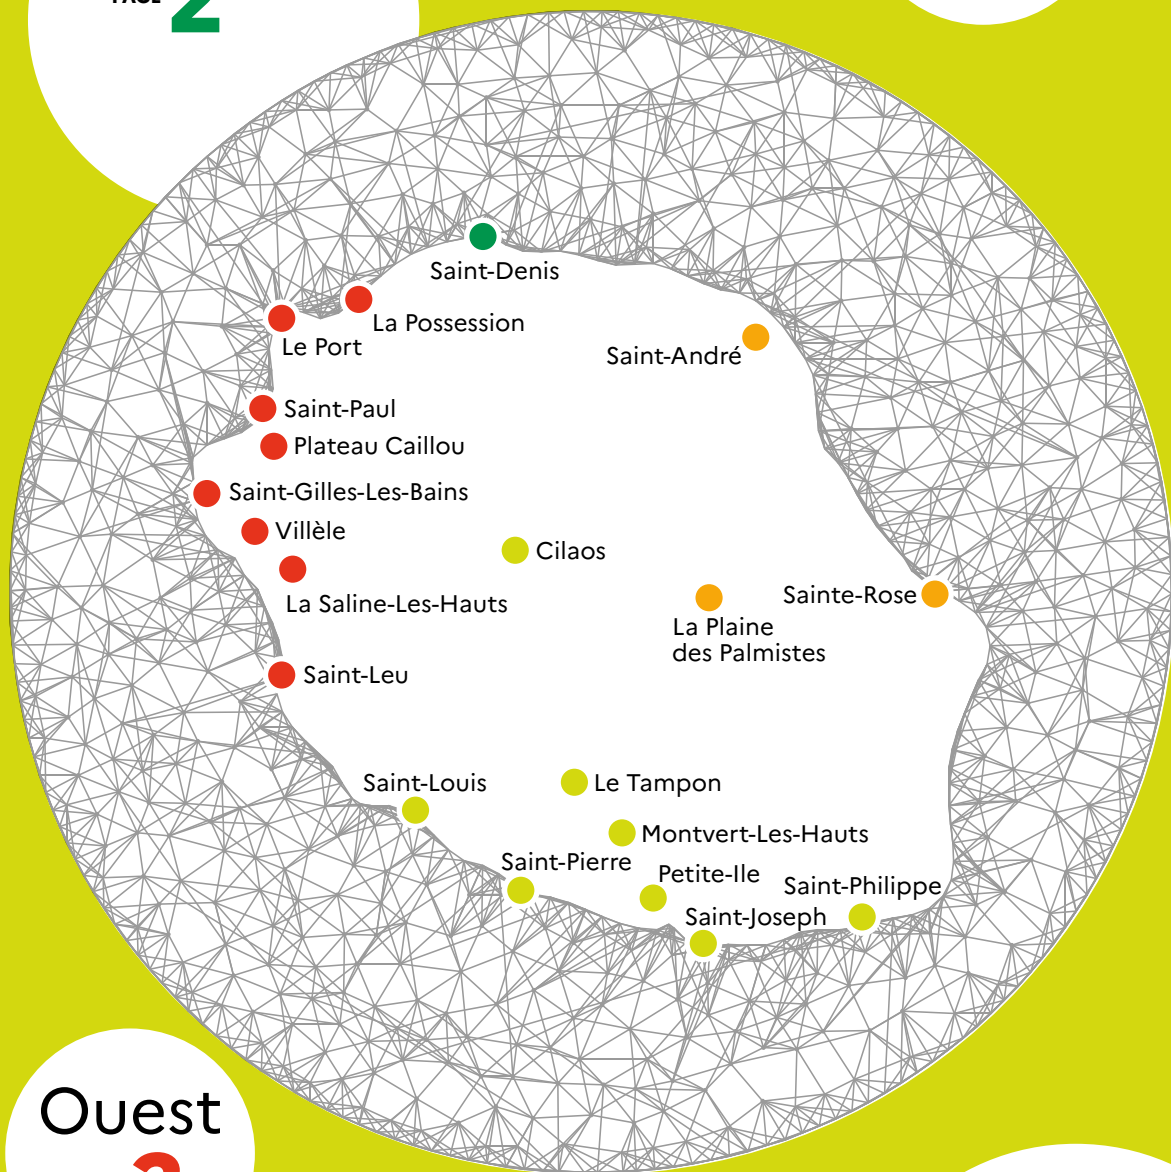 2
Saint-Denis
La Possession
Le Port
Saint-André
Saint-Paul
Plateau Caillou
Saint-Gilles-Les-Bains
Villèle
Cilaos
La Saline-Les-Hauts
Sainte-Rose
La Plaine
des Palmistes
Saint-Leu
Saint-Louis
Le Tampon
Montvert-Les-Hauts
Saint-Pierre
Petite-Ile
Saint-Philippe
Saint-Joseph
Ouest